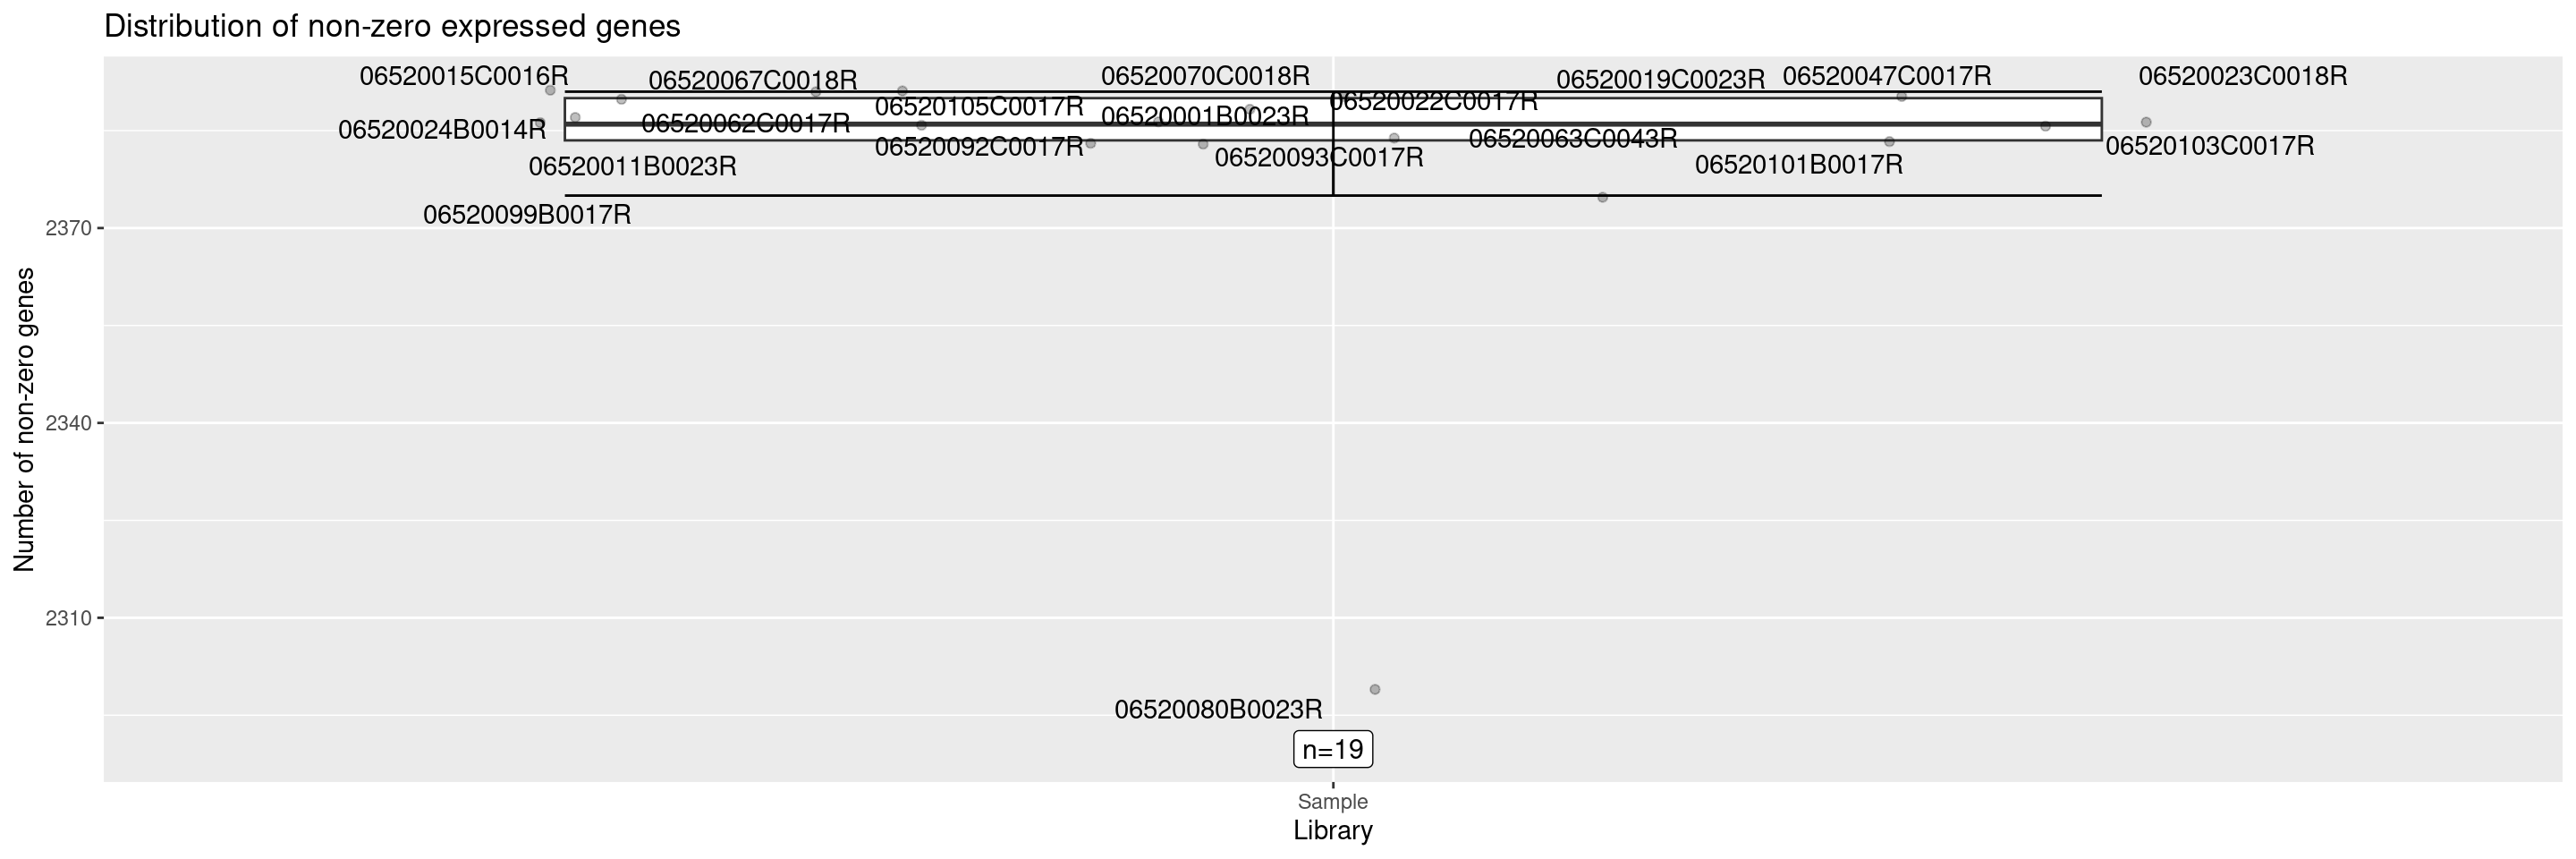 Distribution of non-zero expressed genes
06520015C0016R
06520067C0018R
06520070C0018R
06520019C0023R
06520047C0017R
06520023C0018R
06520105C0017R
06520022C0017R
06520024B0014R
06520062C0017R
06520001B0023R
06520092C0017R
06520063C0043R
06520103C0017R
06520011B0023R
06520093C0017R
06520101B0017R
06520099B0017R
2370
2340
2310
Number of non-zero genes
06520080B0023R
n=19
Sample
Library